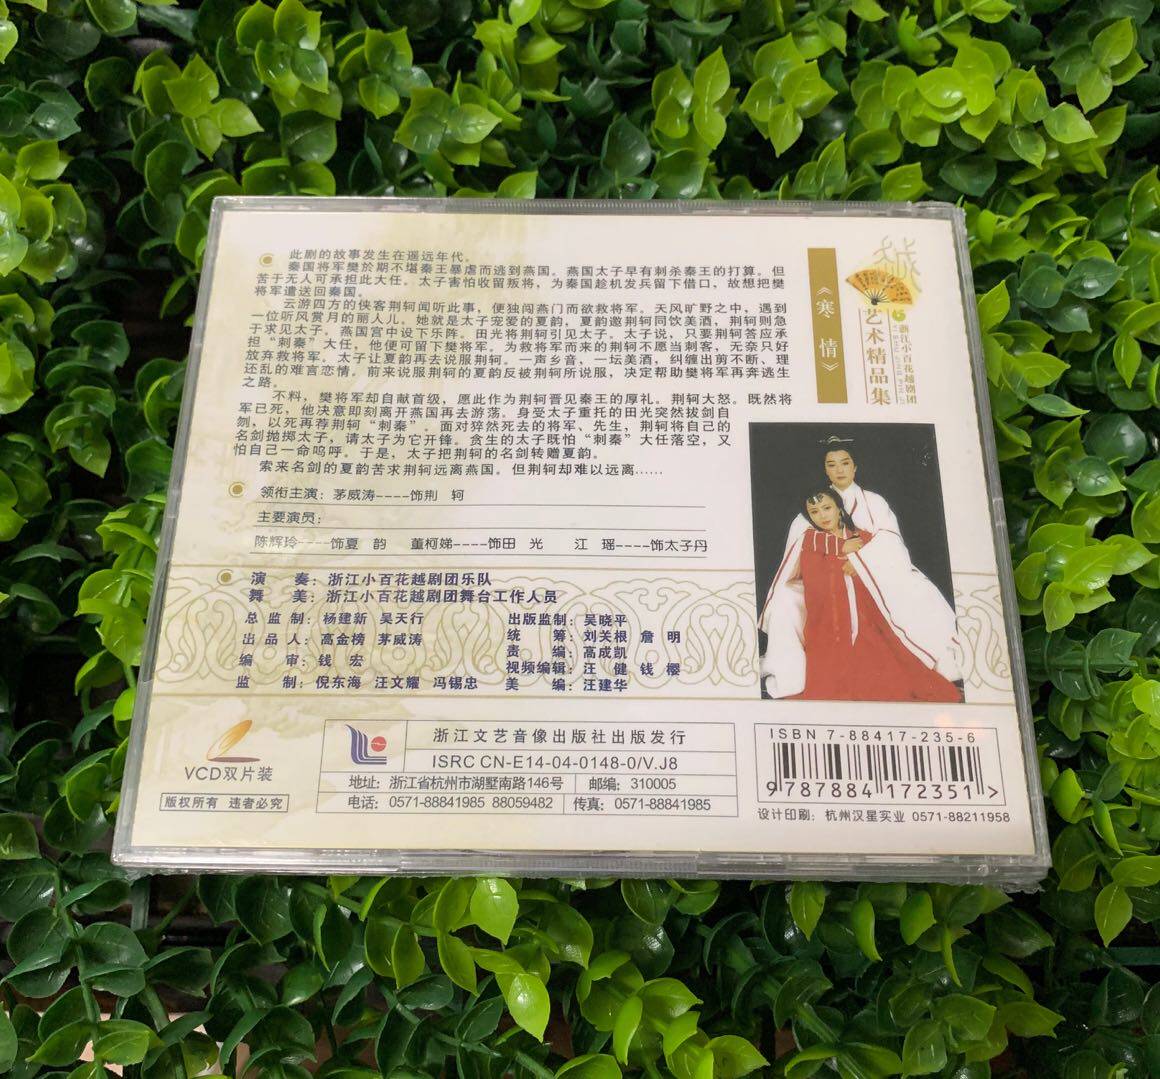 此剧的故事发生在遥远年代。
秦国将军樊於期不堪秦王暴虐而逃到燕国。燕国太子早有刺杀秦王的打算。但
苦于无人可承担此大任。太子害怕收留叛将,为秦国趁机发兵留下借口,故想把樊
将军遣送回秦国。
云游四方的侠客荆轲闻听此事,便独闯燕门而欲救将军。天风旷野之中,遇到
一位听风赏月的丽人儿。她就是太子宠爱的夏韵,夏韵邀荆轲同饮美酒,荆轲则急
于求见太子。燕国宫中设下乐阵。田光将荆轲引见太子。太子说,只要荆轲答应承
担“刺秦”大任,他便可留下樊将军。为救将军而来的荆轲不愿当刺客,无奈只好
放弃救将军。太子让夏韵再去说服荆轲。一声乡音,一坛美酒,纠缠出剪不断、理
还乱的难言恋情。前来说服荆轲的夏韵反被荆轲所说服,决定帮助樊将军再奔逃生
之路。
不料,樊将军却自献首级,愿此作为荆轲晋见秦王的厚礼。荆轲大怒。既然将
军已死,他决意即刻离开燕国再去游荡。身受太子重托的田光突然拔剑自
刎,以死再荐荆轲“刺秦”。面对猝然死去的将军、先生,荆轲将自己的
名剑抛掷太子,请太子为它开锋。贪生的太子既怕“刺秦”大任落空,又
怕自己一命呜呼。于是,太子把荆轲的名剑转赠夏韵。
索来名剑的夏韵苦求荆轲远离燕国。但荆轲却难以远离……
领衔主演:茅威涛----饰荆 轲
主要演员:
陈辉玲----饰夏 韵 董柯娣----饰田 光 江 瑶----饰太子丹
演 奏:浙江小百花越剧团乐队
舞 美:浙江小百花越剧团舞台工作人员
总 监 制:杨建新 吴天行 出版监制:吴晓平
出 品 人:高金榜 茅威涛 统 筹:刘关根 詹 明
责 编:高成凯
编 审:钱 宏 视频编辑:汪 健 钱 樱
监 制:倪东海 汪文耀 冯锡忠 美 编:汪建华
《寒情》
浙江小百花越剧团
艺术精品集
VCD双片装
版权所有 违者必究
浙江文艺音像出版社出版发行
ISRC CN-E14-04-0148-0/V.J8
地址:浙江省杭州市湖墅南路146号 邮编:310005
电话:0571-88841985 88059482 传真:0571-88841985
ISBN 7-88417-235-6
9 787884 172351 >
设计印刷:杭州汉星实业 0571-88211958